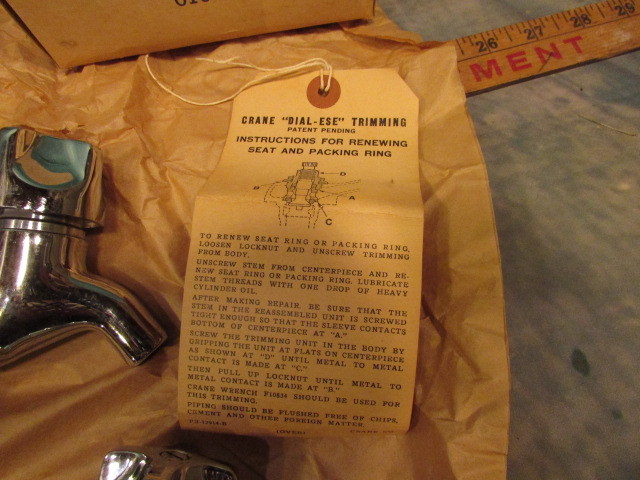 26 27 28 29
MENT
CRANE "DIAL-ESE" TRIMMING
PATENT PENDING
INSTRUCTIONS FOR RENEWING
SEAT AND PACKING RING
D
B
A
C
TO RENEW SEAT RING OR PACKING RING,
LOOSEN LOCKNUT AND UNSCREW TRIMMING
FROM BODY.
UNSCREW STEM FROM CENTERPIECE AND RE-
NEW SEAT RING OR PACKING RING. LUBRICATE
STEM THREADS WITH ONE DROP OF HEAVY
CYLINDER OIL.
AFTER MAKING REPAIR, BE SURE THAT THE
STEM IN THE REASSEMBLED UNIT IS SCREWED
TIGHT ENOUGH SO THAT THE SLEEVE CONTACTS
BOTTOM OF CENTERPIECE AT "A."
SCREW THE TRIMMING UNIT IN THE BODY BY
GRIPPING THE UNIT AT FLATS ON CENTERPIECE
AS SHOWN AT "D" UNTIL METAL TO METAL
CONTACT IS MADE AT "C."
THEN PULL UP LOCKNUT UNTIL METAL TO
METAL CONTACT IS MADE AT "B."
CRANE WRENCH F10834 SHOULD BE USED FOR
THIS TRIMMING.
PIPING SHOULD BE FLUSHED FREE OF CHIPS,
CEMENT AND OTHER FOREIGN MATTER.
(OVER) CRANE